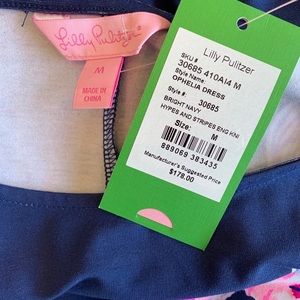 Lilly Pulitzer
M
MADE IN
CHINA
Lilly Pulitzer
SKU #
30685 410AI4 M
Style Name:
OPHELIA DRESS
Style #: 30685
BRIGHT NAVY
HYPES AND STRIPES ENG KNI
Size: M
889069 383435
Manufacturer's Suggested Price
$178.00